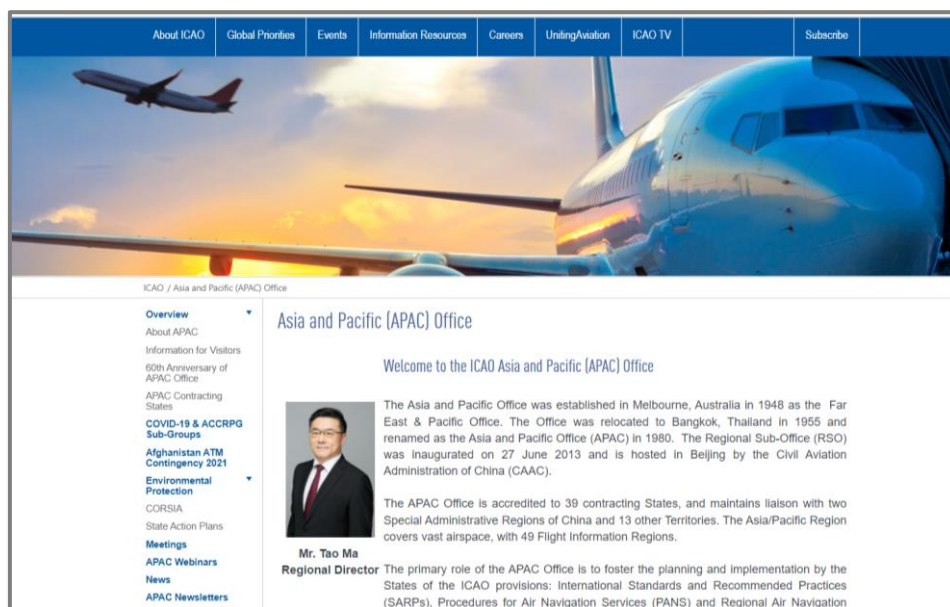 About ICAO
Global Priorities
Events
Information Resources
Careers
UnitingAviation
ICAO TV
Subscribe
ICAO / Asia and Pacific (APAC) Office
Overview
About APAC
Information for Visitors
60th Anniversary of
APAC Office
APAC Contracting
States
COVID-19 & ACCRPG
Sub-Groups
Afghanistan ATM
Contingency 2021
Environmental
Protection
CORSIA
State Action Plans
Meetings
APAC Webinars
News
APAC Newsletters
Asia and Pacific (APAC) Office
Welcome to the ICAO Asia and Pacific (APAC) Office
Mr. Tao Ma
Regional Director
The Asia and Pacific Office was established in Melbourne, Australia in 1948 as the Far
East & Pacific Office. The Office was relocated to Bangkok, Thailand in 1955 and
renamed as the Asia and Pacific Office (APAC) in 1980. The Regional Sub-Office (RSO)
was inaugurated on 27 June 2013 and is hosted in Beijing by the Civil Aviation
Administration of China (CAAC).
The APAC Office is accredited to 39 contracting States, and maintains liaison with two
Special Administrative Regions of China and 13 other Territories. The Asia/Pacific Region
covers vast airspace, with 49 Flight Information Regions.
The primary role of the APAC Office is to foster the planning and implementation by the
States of the ICAO provisions: International Standards and Recommended Practices
(SARPs), Procedures for Air Navigation Services (PANS) and Regional Air Navigation